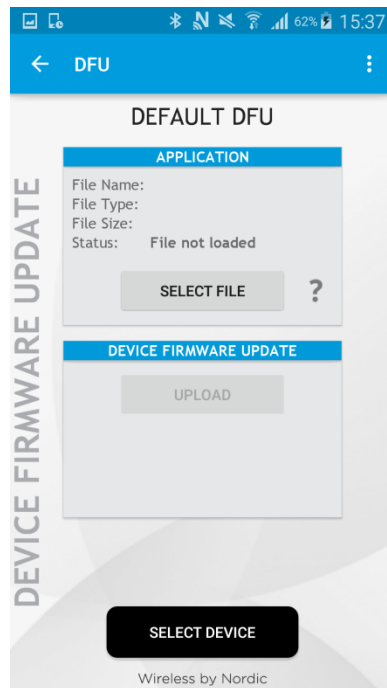 62% 15:37
DFU
DEFAULT DFU
DEVICE FIRMWARE UPDATE
APPLICATION
File Name:
File Type:
File Size:
Status: File not loaded
SELECT FILE ?
DEVICE FIRMWARE UPDATE
UPLOAD
SELECT DEVICE
Wireless by Nordic